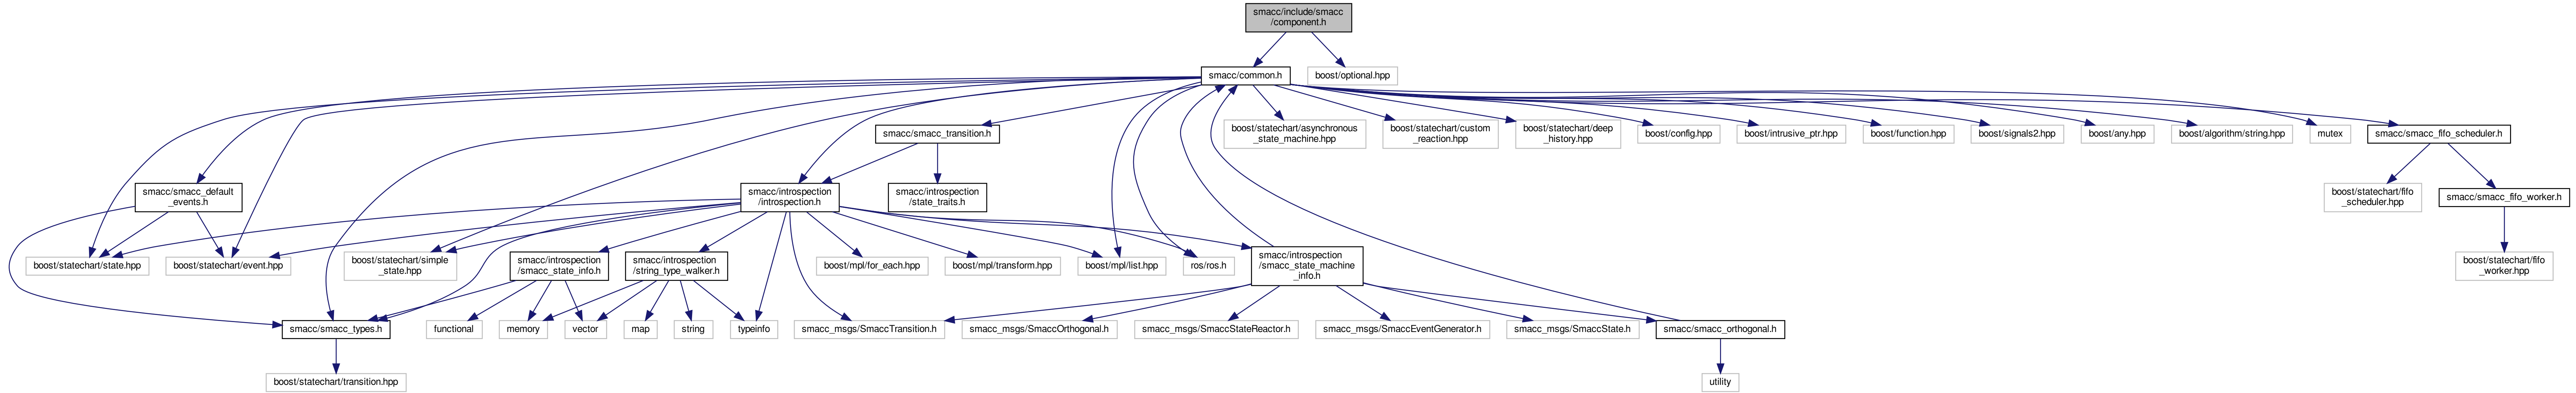 smacc/include/smacc
/component.h
smacc/common.h
boost/optional.hpp
smacc/smacc_transition.h
boost/statechart/asynchronous
_state_machine.hpp
boost/statechart/custom
_reaction.hpp
boost/statechart/deep
_history.hpp
boost/config.hpp
boost/intrusive_ptr.hpp
boost/function.hpp
boost/signals2.hpp
boost/any.hpp
boost/algorithm/string.hpp
mutex
smacc/smacc_fifo_scheduler.h
smacc/smacc_default
_events.h
smacc/introspection
/introspection.h
smacc/introspection
/state_traits.h
boost/statechart/fifo
_scheduler.hpp
smacc/smacc_fifo_worker.h
boost/statechart/state.hpp
boost/statechart/event.hpp
boost/statechart/simple
_state.hpp
smacc/introspection
/smacc_state_info.h
smacc/introspection
/string_type_walker.h
boost/mpl/for_each.hpp
boost/mpl/transform.hpp
boost/mpl/list.hpp
ros/ros.h
smacc/introspection
/smacc_state_machine
_info.h
boost/statechart/fifo
_worker.hpp
smacc/smacc_types.h
functional
memory
vector
map
string
typeinfo
smacc_msgs/SmaccTransition.h
smacc_msgs/SmaccOrthogonal.h
smacc_msgs/SmaccStateReactor.h
smacc_msgs/SmaccEventGenerator.h
smacc_msgs/SmaccState.h
smacc/smacc_orthogonal.h
boost/statechart/transition.hpp
utility